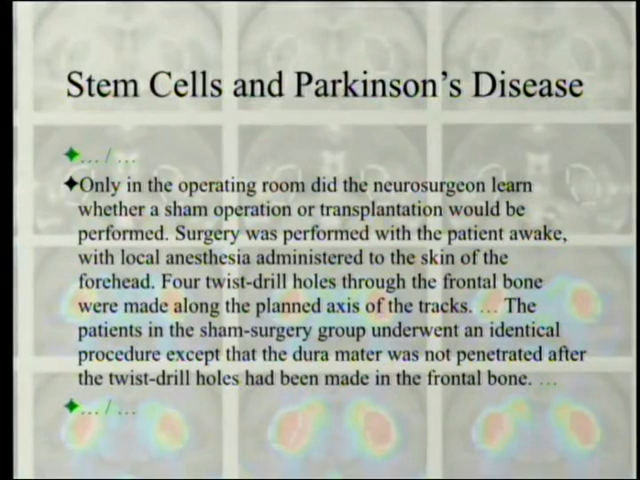 Stem Cells and Parkinson's Disease
… / …
Only in the operating room did the neurosurgeon learn
whether a sham operation or transplantation would be
performed. Surgery was performed with the patient awake,
with local anesthesia administered to the skin of the
forehead. Four twist-drill holes through the frontal bone
were made along the planned axis of the tracks. … The
patients in the sham-surgery group underwent an identical
procedure except that the dura mater was not penetrated after
the twist-drill holes had been made in the frontal bone. …
… / …